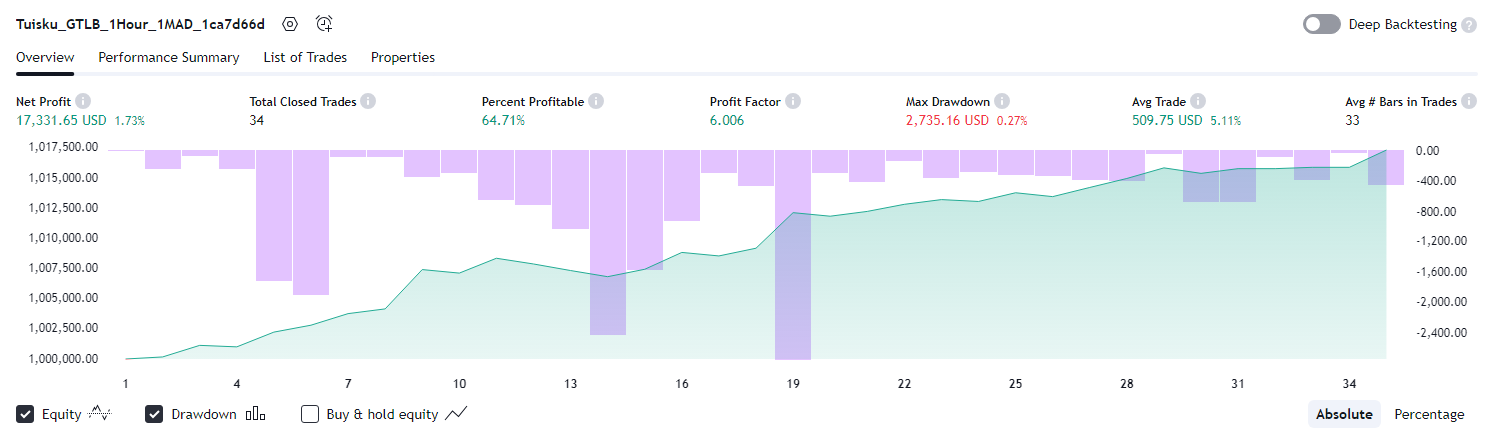 Tuisku_GTLB_1Hour_1MAD_1ca7d66d Deep Backtesting ?
Overview Performance Summary List of Trades Properties
Net Profit i Total Closed Trades i Percent Profitable i Profit Factor i Max Drawdown i Avg Trade i Avg # Bars in Trades i
17,331.65 USD 1.73% 34 64.71% 6.006 2,735.16 USD 0.27% 509.75 USD 5.11% 33
1,017,500.00 0.00
1,015,000.00 -400.00
1,012,500.00 -800.00
1,010,000.00 -1,200.00
1,007,500.00 -1,600.00
1,005,000.00 -2,000.00
1,002,500.00 -2,400.00
1,000,000.00
1 4 7 10 13 16 19 22 25 28 31 34
Equity Drawdown Buy & hold equity Absolute Percentage